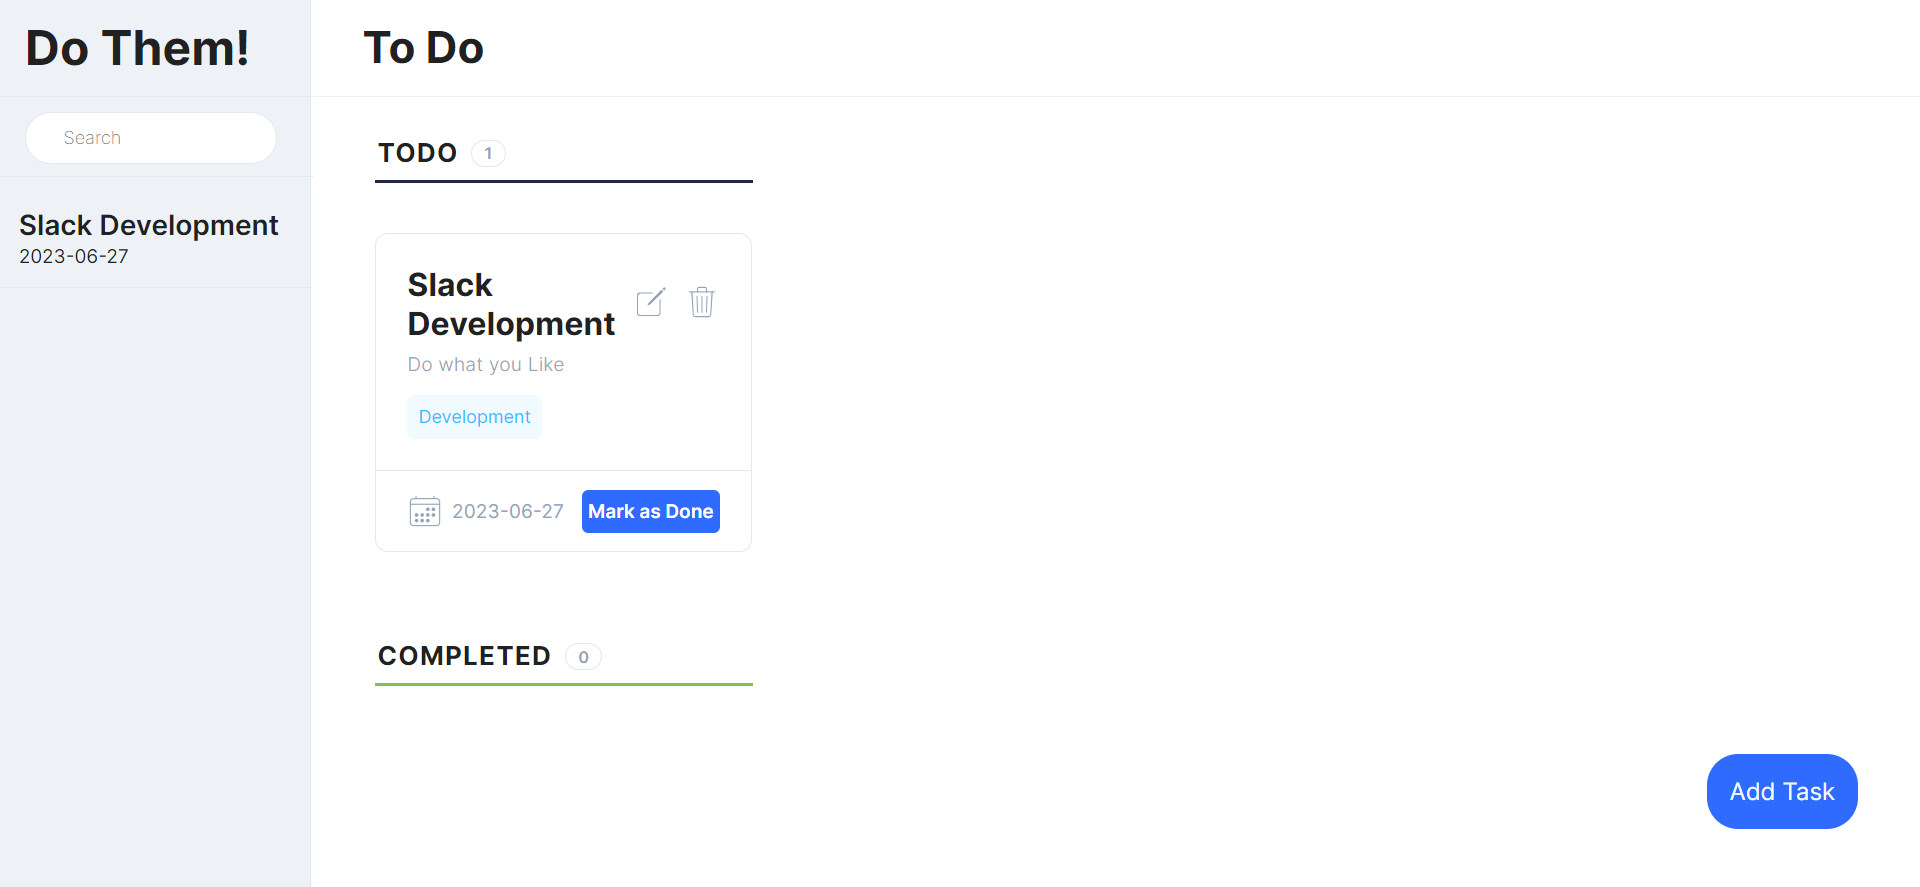 Do Them!
Search
Slack Development
2023-06-27
To Do
TODO 1
Slack
Development
Do what you Like
Development
2023-06-27 Mark as Done
COMPLETED 0
Add Task